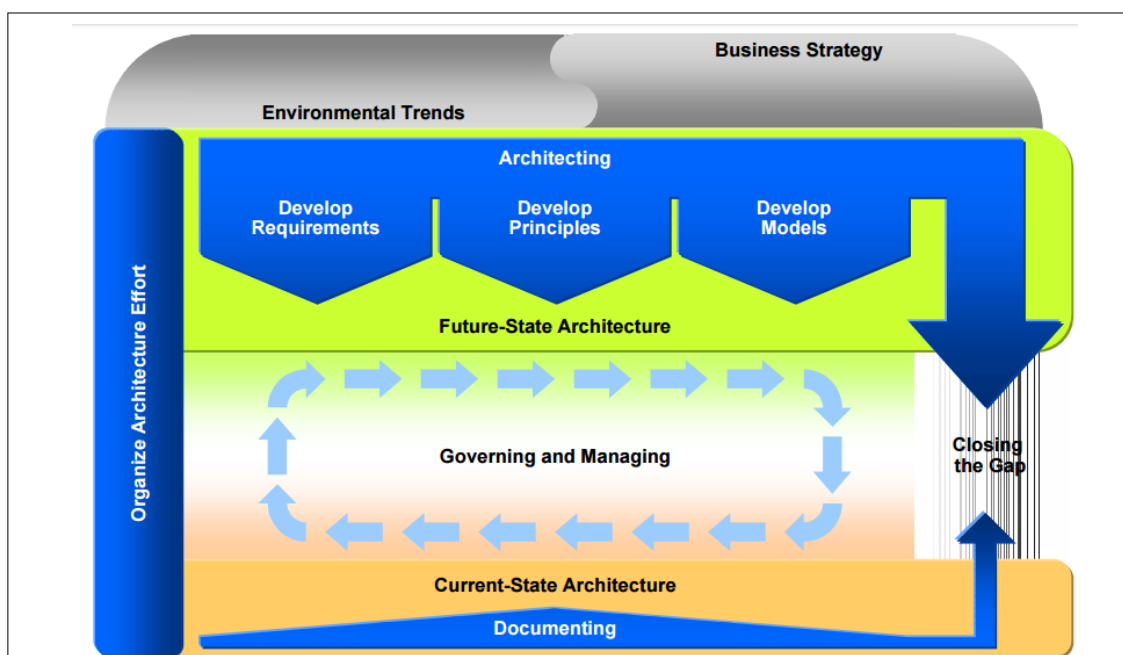 Business Strategy
Environmental Trends
Architecting
Develop
Requirements
Develop
Principles
Develop
Models
Organize Architecture Effort
Future-State Architecture
Governing and Managing
Closing
the Gap
Current-State Architecture
Documenting